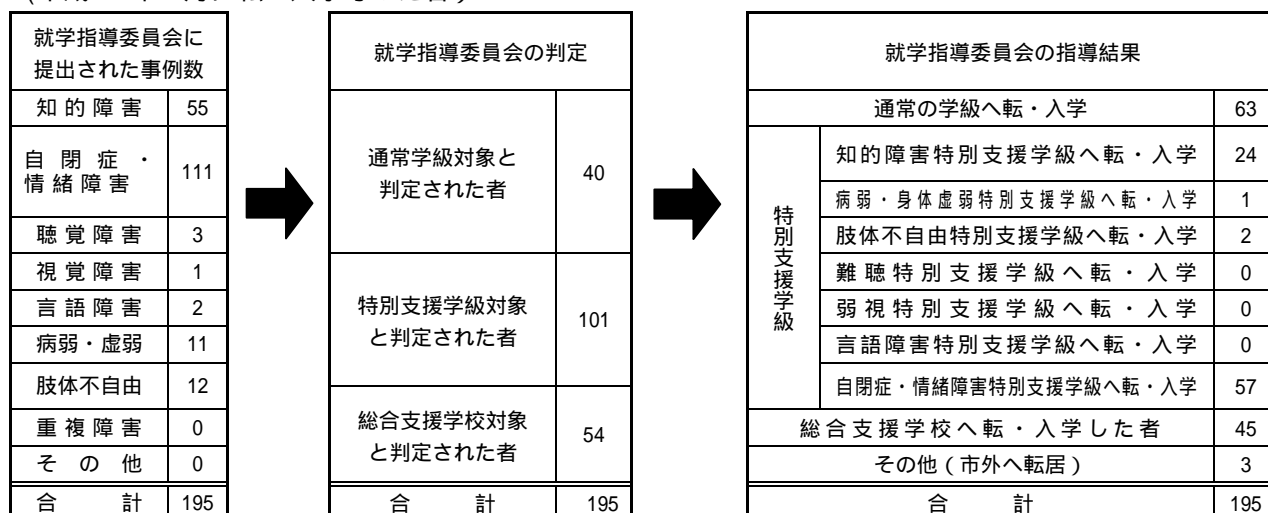 就学指導委員会に
提出された事例数
知的障害 55
自閉症・
情緒障害 111
聴覚障害 3
視覚障害 1
言語障害 2
病弱・虚弱 11
肢体不自由 12
重複障害 0
その他 0
合計 195
就学指導委員会の判定
通常学級対象と
判定された者 40
特別支援学級対象
と判定された者 101
総合支援学校対象
と判定された者 54
合計 195
就学指導委員会の指導結果
通常の学級へ転・入学 63
特別支援学級
知的障害特別支援学級へ転・入学 24
病弱・身体虚弱特別支援学級へ転・入学 1
肢体不自由特別支援学級へ転・入学 2
難聴特別支援学級へ転・入学 0
弱視特別支援学級へ転・入学 0
言語障害特別支援学級へ転・入学 0
自閉症・情緒障害特別支援学級へ転・入学 57
総合支援学校へ転・入学した者 45
その他(市外へ転居) 3
合計 195